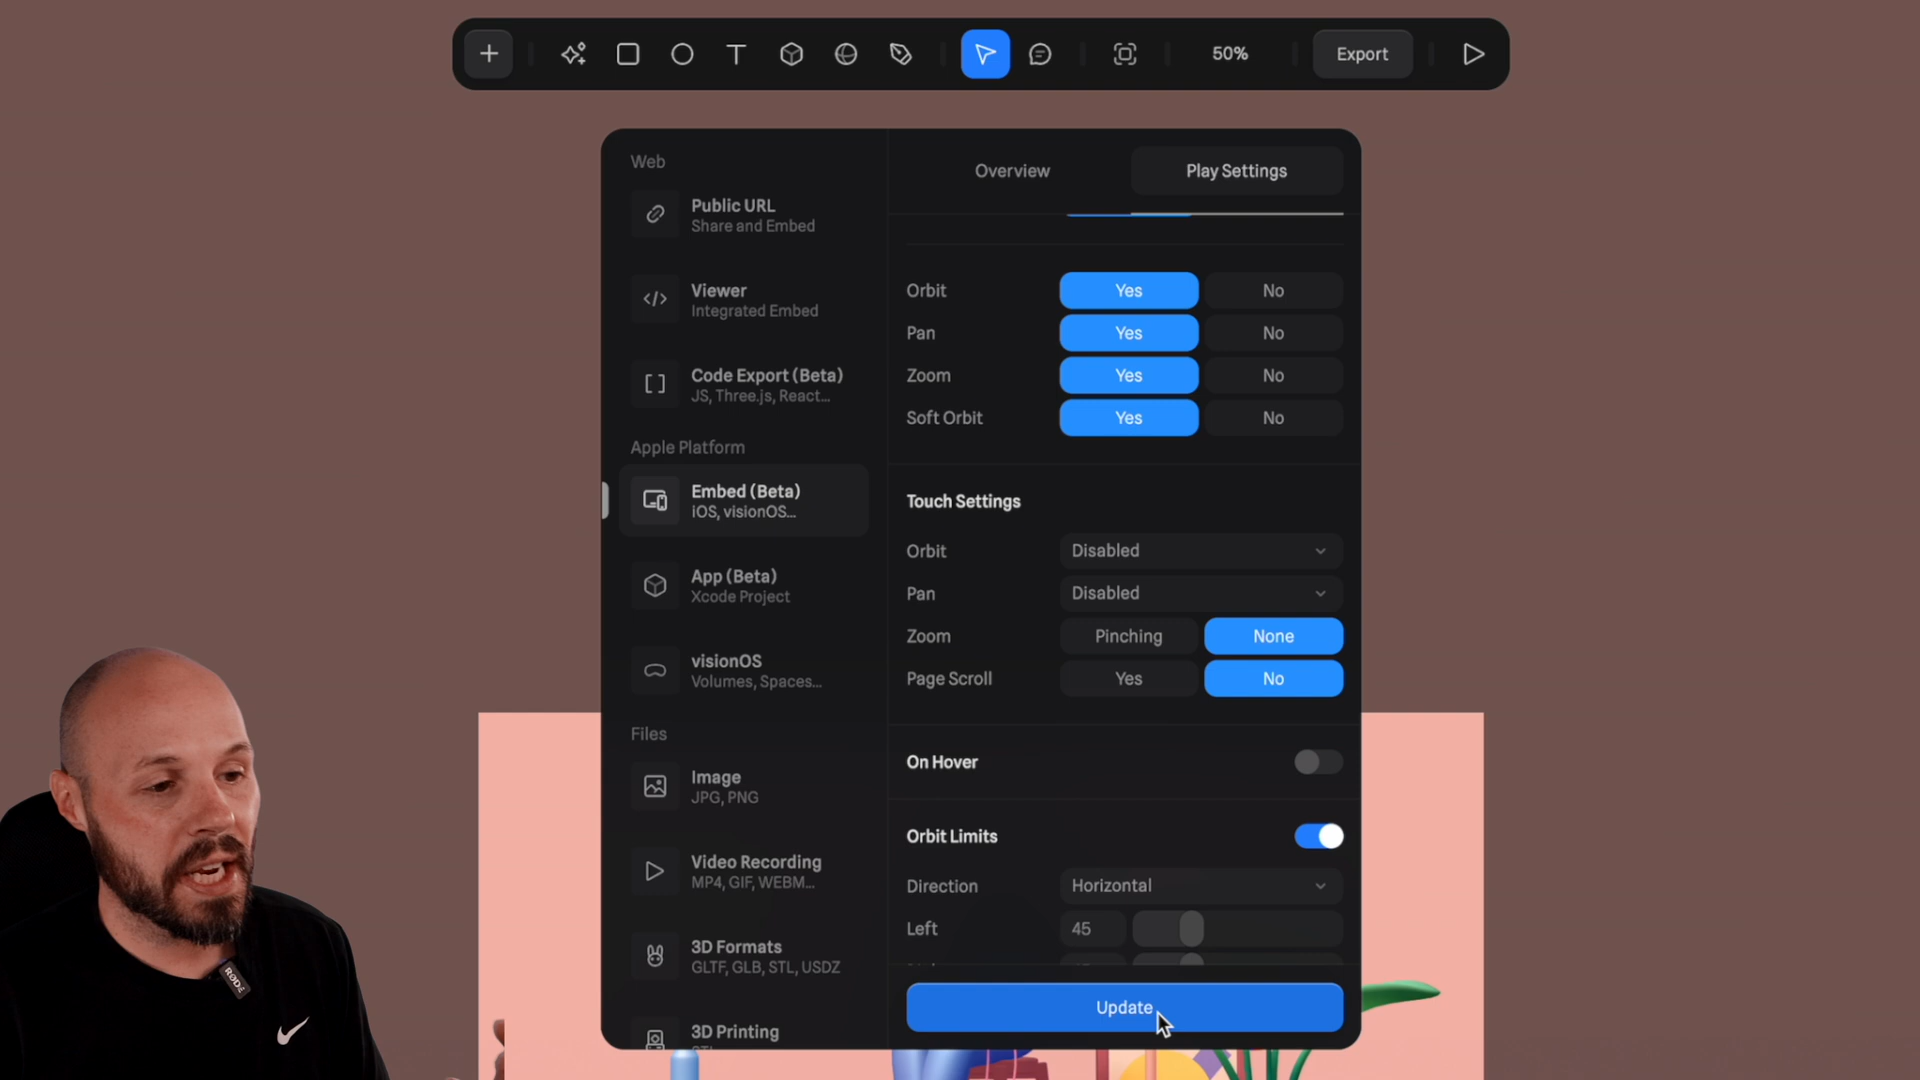 50%
Export
Web
Public URL
Share and Embed
Viewer
Integrated Embed
Code Export (Beta)
JS, Three.js, React...
Apple Platform
Embed (Beta)
iOS, visionOS...
App (Beta)
Xcode Project
visionOS
Volumes, Spaces...
Files
Image
JPG, PNG
Video Recording
MP4, GIF, WEBM...
3D Formats
GLTF, GLB, STL, USDZ
3D Printing
Overview
Play Settings
Orbit Yes No
Pan Yes No
Zoom Yes No
Soft Orbit Yes No
Touch Settings
Orbit Disabled
Pan Disabled
Zoom Pinching None
Page Scroll Yes No
On Hover
Orbit Limits
Direction Horizontal
Left 45
Update
RØDE